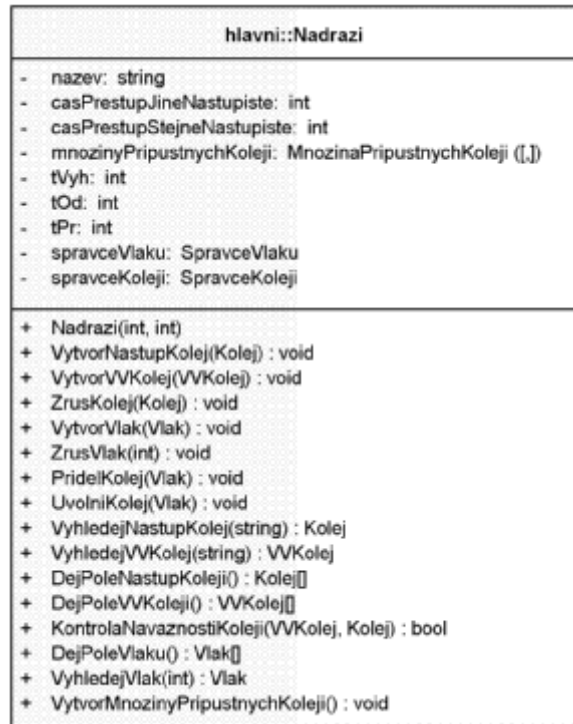 hlavni::Nadrazi
- nazev: string
- casPrestupJineNastupiste: int
- casPrestupStejneNastupiste: int
- mnozinyPripustnychKoleji: MnozinaPripustnychKoleji ([,])
- tVyh: int
- tOd: int
- tPr: int
- spravceVlaku: SpravceVlaku
- spravceKoleji: SpravceKoleji
+ Nadrazi(int, int)
+ VytvorNastupKolej(Kolej) : void
+ VytvorVVKolej(VVKolej) : void
+ ZrusKolej(Kolej) : void
+ VytvorVlak(Vlak) : void
+ ZrusVlak(int) : void
+ PridelKolej(Vlak) : void
+ UvolniKolej(Vlak) : void
+ VyhledejNastupKolej(string) : Kolej
+ VyhledejVVKolej(string) : VVKolej
+ DejPoleNastupKoleji() : Kolej[]
+ DejPoleVVKoleji() : VVKolej[]
+ KontrolaNavaznostiKoleji(VVKolej, Kolej) : bool
+ DejPoleVlaku() : Vlak[]
+ VyhledejVlak(int) : Vlak
+ VytvorMnozinyPripustnychKoleji() : void